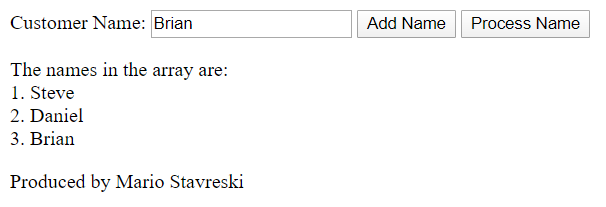 Customer Name: Brian Add Name Process Name
The names in the array are:
1. Steve
2. Daniel
3. Brian
Produced by Mario Stavreski